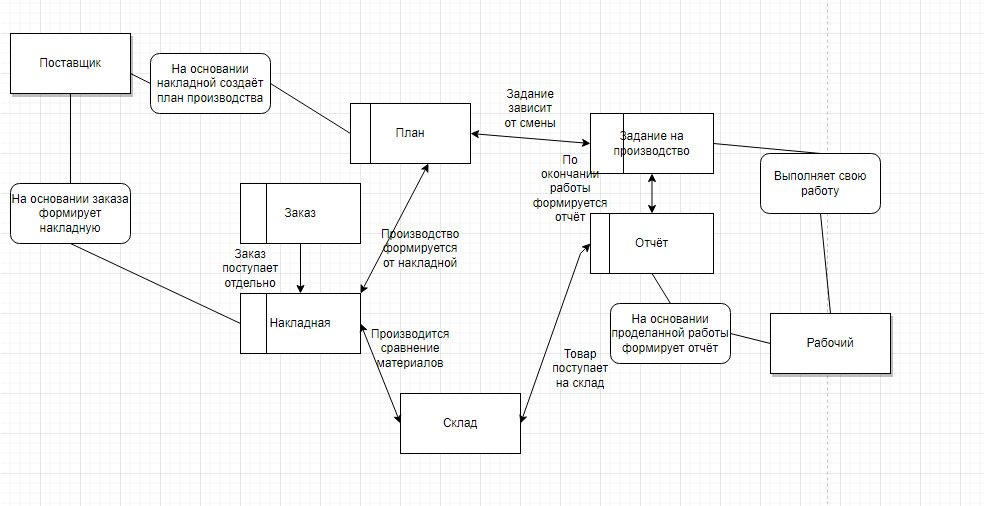 Поставщик
На основании
накладной создаёт
план производства
План
Задание
зависит
от смены
Задание на
производство
Выполняет свою
работу
По
окончании
работы
формируется
отчёт
На основании заказа
формирует
накладную
Заказ
Производство
формируется
от накладной
Отчёт
Заказ
поступает
отдельно
Накладная
Производится
сравнение
материалов
На основании
проделанной работы
формирует отчёт
Рабочий
Товар
поступает
на склад
Склад